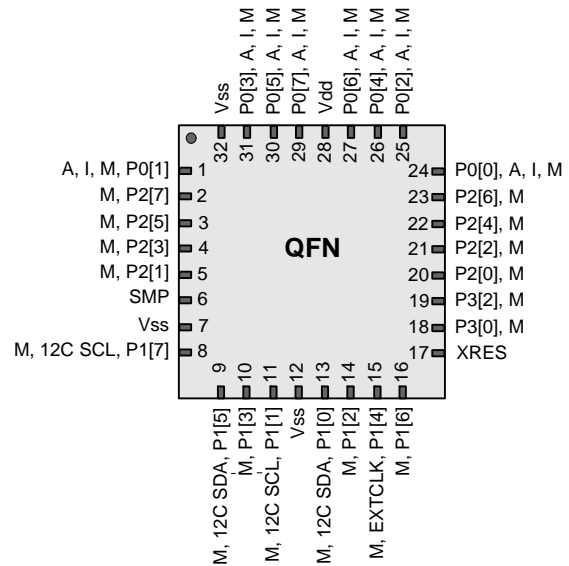 Vss
P0[3], A, I, M
P0[5], A, I, M
P0[7], A, I, M
Vdd
P0[6], A, I, M
P0[4], A, I, M
P0[2], A, I, M
32
31
30
29
28
27
26
25
A, I, M, P0[1] 1
M, P2[7] 2
M, P2[5] 3
M, P2[3] 4
M, P2[1] 5
SMP 6
Vss 7
M, 12C SCL, P1[7] 8
QFN
24 P0[0], A, I, M
23 P2[6], M
22 P2[4], M
21 P2[2], M
20 P2[0], M
19 P3[2], M
18 P3[0], M
17 XRES
9
10
11
12
13
14
15
16
M, 12C SDA, P1[5]
M, P1[3]
M, 12C SCL, P1[1]
Vss
M, 12C SDA, P1[0]
M, P1[2]
M, EXTCLK, P1[4]
M, P1[6]